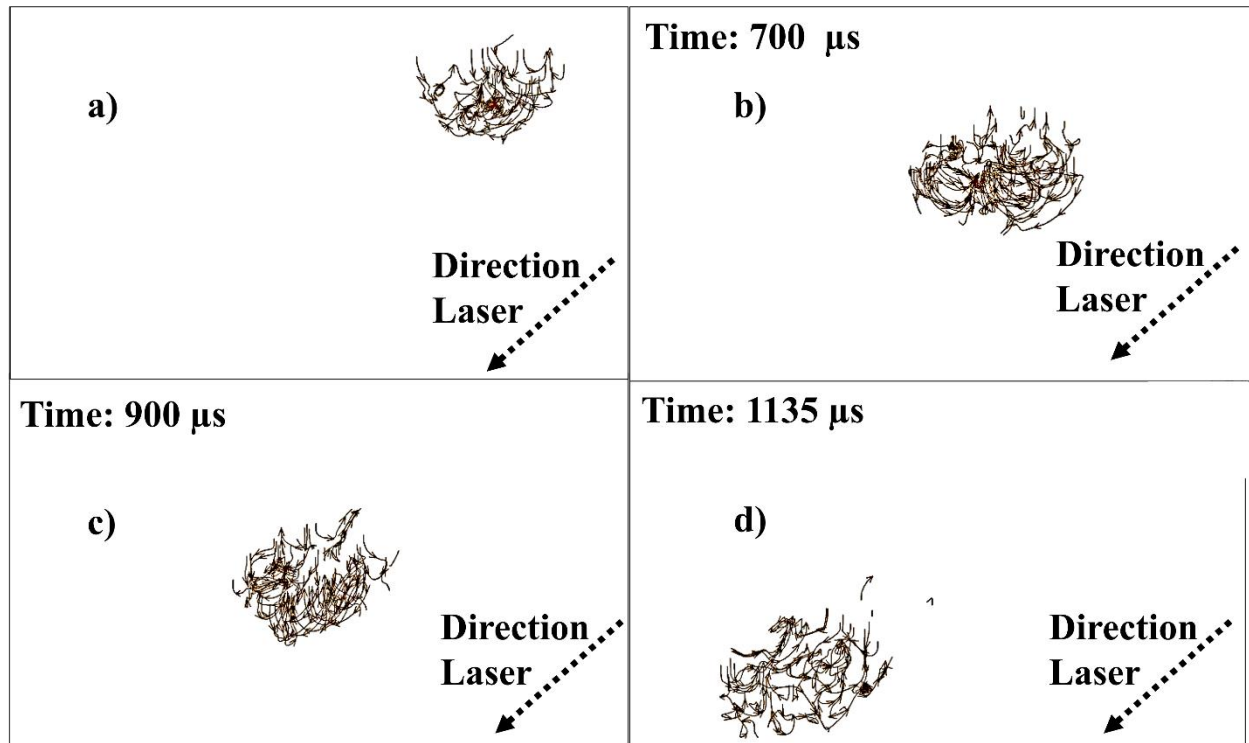 a)
Direction
Laser
Time: 700 μs
b)
Direction
Laser
Time: 900 μs
c)
Direction
Laser
Time: 1135 μs
d)
Direction
Laser